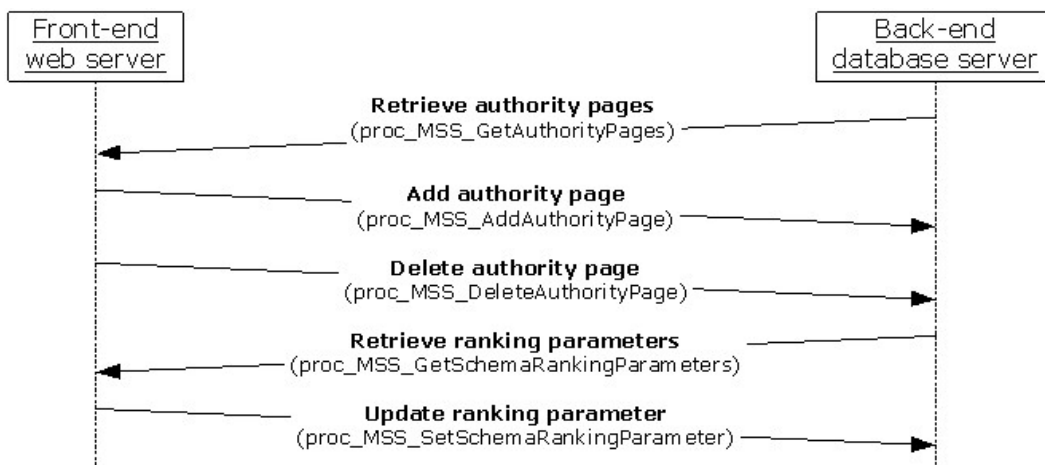 Front-end
web server
Back-end
database server
Retrieve authority pages
(proc_MSS_GetAuthorityPages)
Add authority page
(proc_MSS_AddAuthorityPage)
Delete authority page
(proc_MSS_DeleteAuthorityPage)
Retrieve ranking parameters
(proc_MSS_GetSchemaRankingParameters)
Update ranking parameter
(proc_MSS_SetSchemaRankingParameter)